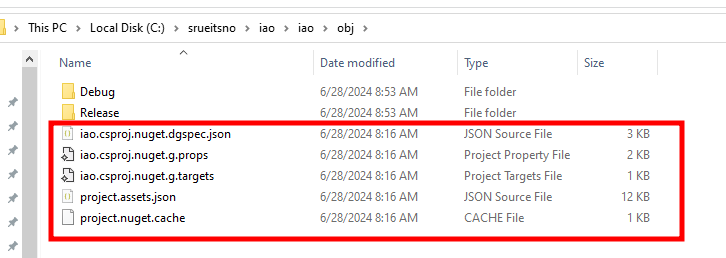 This PC > Local Disk (C:) > srueitsno > iao > iao > obj
Name Date modified Type Size
Debug 6/28/2024 8:53 AM File folder
Release 6/28/2024 8:53 AM File folder
iao.csproj.nuget.dgspec.json 6/28/2024 8:16 AM JSON Source File 3 KB
iao.csproj.nuget.g.props 6/28/2024 8:16 AM Project Property File 2 KB
iao.csproj.nuget.g.targets 6/28/2024 8:16 AM Project Targets File 1 KB
project.assets.json 6/28/2024 8:16 AM JSON Source File 12 KB
project.nuget.cache 6/28/2024 8:16 AM CACHE File 1 KB